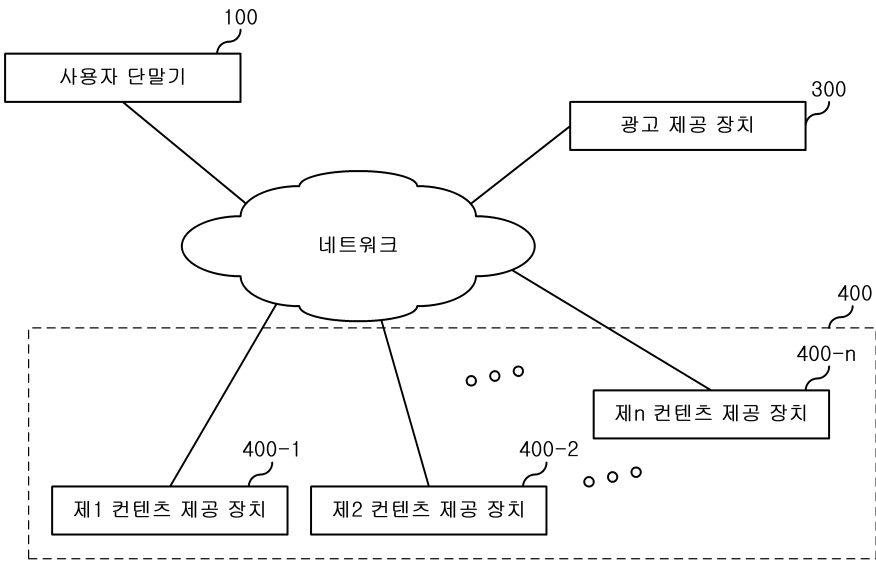 100
사용자 단말기
300
광고 제공 장치
네트워크
400
400-n
제n 컨텐츠 제공 장치
400-1
제1 컨텐츠 제공 장치
400-2
제2 컨텐츠 제공 장치